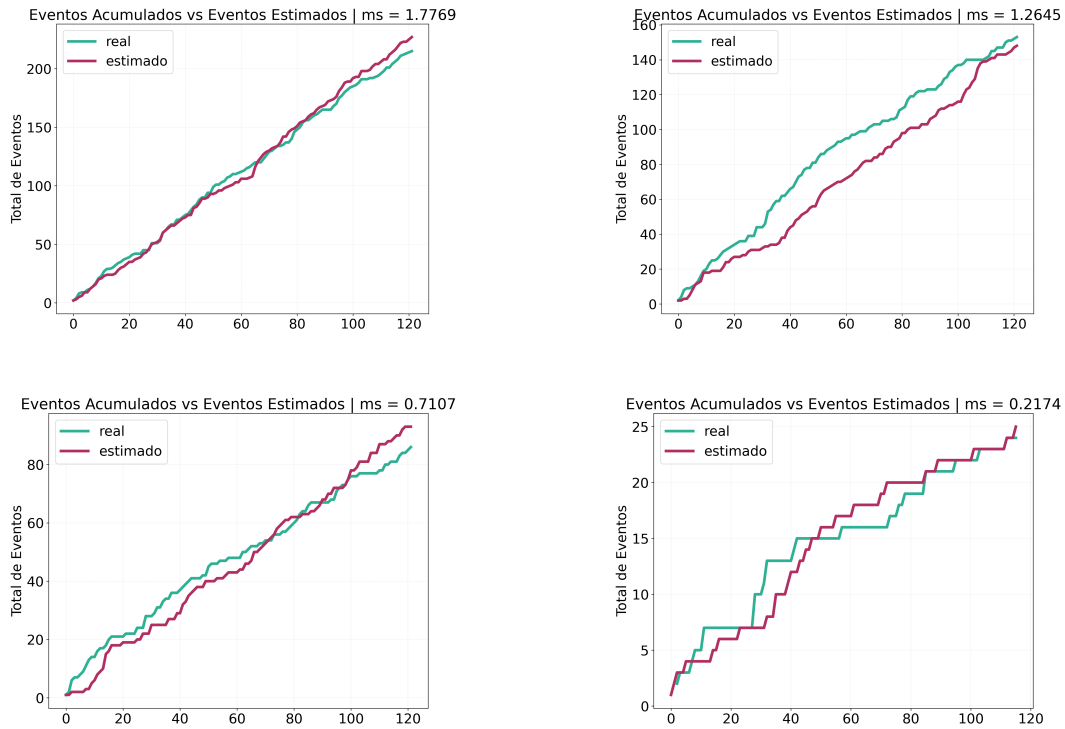 Eventos Acumulados vs Eventos Estimados | ms = 1.7769
real
estimado
Total de Eventos
200
150
100
50
0
0 20 40 60 80 100 120
Eventos Acumulados vs Eventos Estimados | ms = 1.2645
real
estimado
Total de Eventos
160
140
120
100
80
60
40
20
0
0 20 40 60 80 100 120
Eventos Acumulados vs Eventos Estimados | ms = 0.7107
real
estimado
Total de Eventos
80
60
40
20
0
0 20 40 60 80 100 120
Eventos Acumulados vs Eventos Estimados | ms = 0.2174
real
estimado
Total de Eventos
25
20
15
10
5
0
0 20 40 60 80 100 120